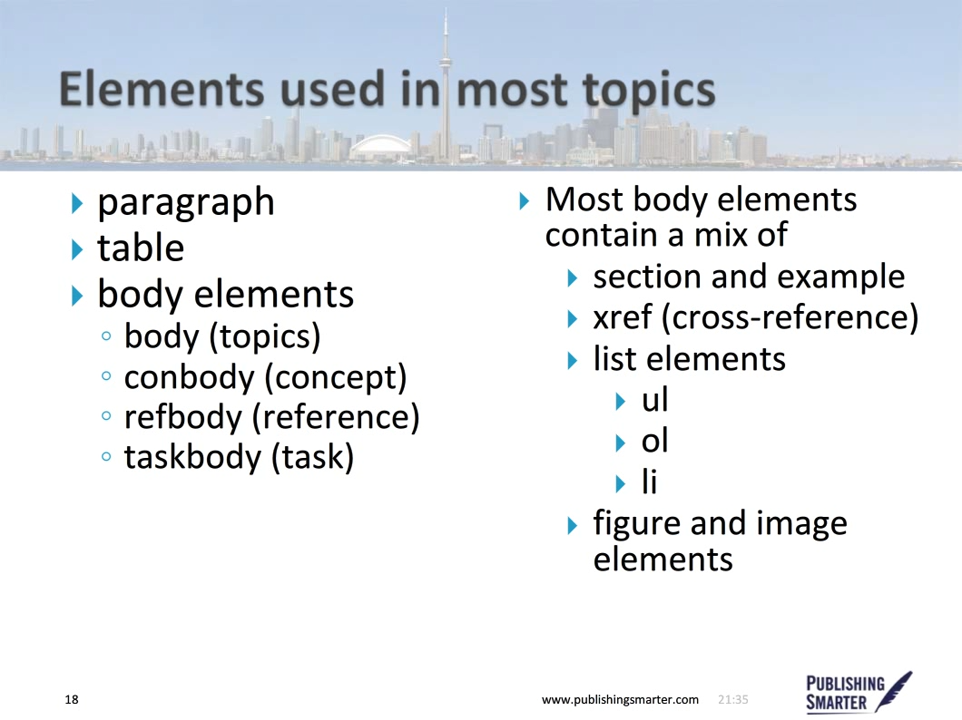 Elements used in most topics
paragraph
table
body elements
body (topics)
conbody (concept)
refbody (reference)
taskbody (task)
Most body elements
contain a mix of
section and example
xref (cross-reference)
list elements
ul
ol
li
figure and image
elements
18
www.publishingsmarter.com
21:35
PUBLISHING
SMARTER